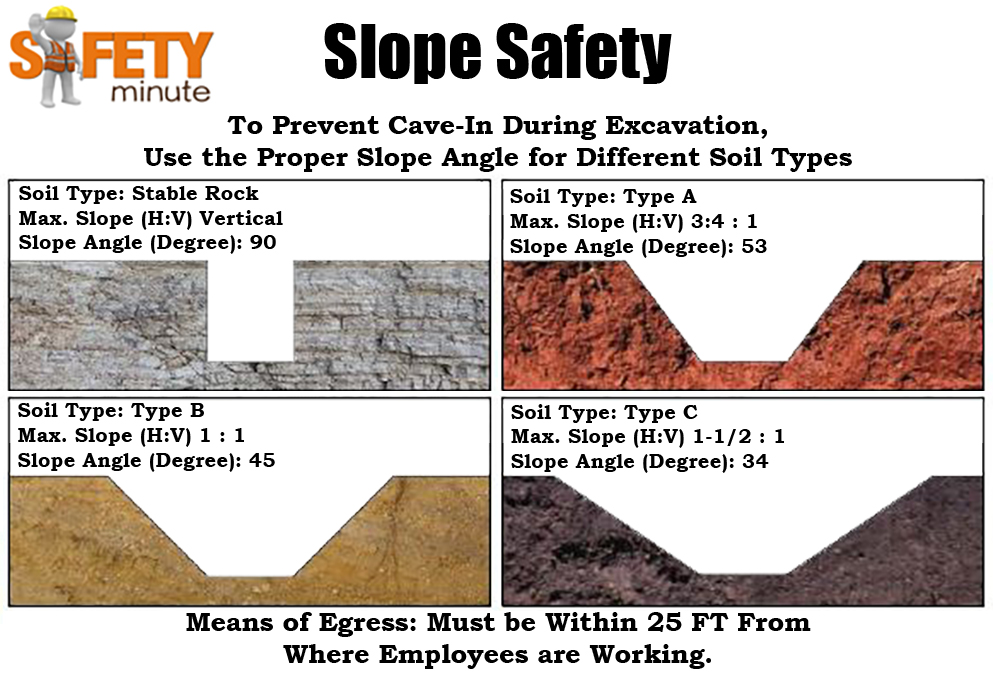 SAFETY
minute
Slope Safety
To Prevent Cave-In During Excavation,
Use the Proper Slope Angle for Different Soil Types
Soil Type: Stable Rock
Max. Slope (H:V) Vertical
Slope Angle (Degree): 90
Soil Type: Type A
Max. Slope (H:V) 3:4 : 1
Slope Angle (Degree): 53
Soil Type: Type B
Max. Slope (H:V) 1 : 1
Slope Angle (Degree): 45
Soil Type: Type C
Max. Slope (H:V) 1-1/2 : 1
Slope Angle (Degree): 34
Means of Egress: Must be Within 25 FT From
Where Employees are Working.